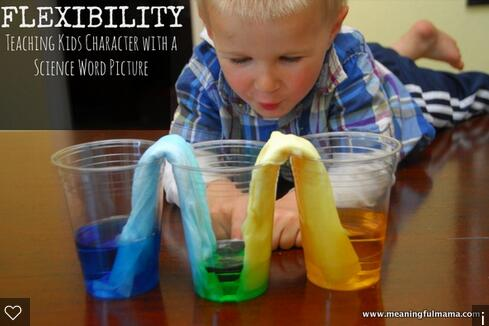 FLEXIBILITY
TEACHING KIDS CHARACTER WITH A
SCIENCE WORD PICTURE
www.meaningfulmama.com